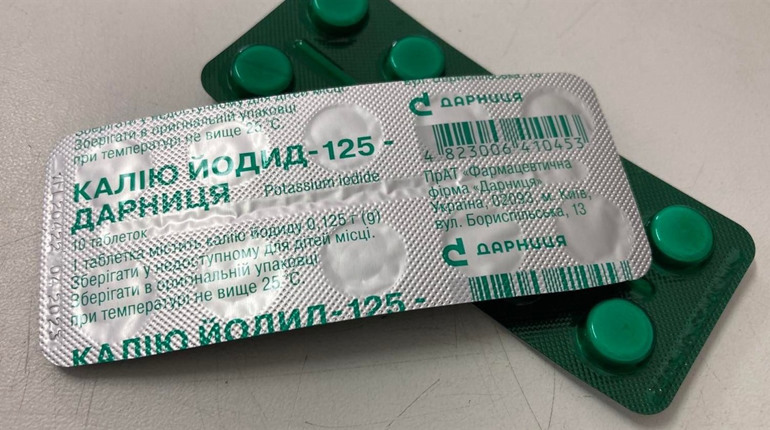 Зберігати в оригінальній упаковці
при температурі не вище 25°С
КАЛІЮ ЙОДИД-125 -
ДАРНИЦЯ
Potassium iodide
10 таблеток
1 таблетка містить калію йодиду 0,125 г (g)
Зберігати у недоступному для дітей місці.
Зберігати в оригінальній упаковці
при температурі не вище 25°С
КАЛІЮ ЙОДИД-125 -
ДАРНИЦЯ
4 823006 410453
ПрАТ «Фармацевтична
фірма «Дарниця»
Україна, 02093, м. Київ,
вул. Бориспільська, 13
ДАРНИЦЯ